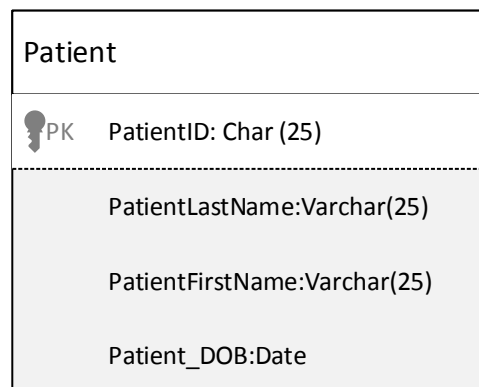 Patient
PK PatientID: Char (25)
PatientLastName:Varchar(25)
PatientFirstName:Varchar(25)
Patient_DOB:Date